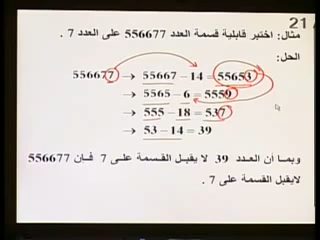 21
مثال: اختبر قابلية قسمة العدد 556677 على العدد 7 .
الحل:
556677 → 55667 – 14 = 55653
→ 5565 – 6 = 5559
→ 555 – 18 = 537
→ 53 – 14 = 39
وبما أن العدد 39 لا يقبل القسمة على 7 فان 556677
لايقبل القسمة على 7 .